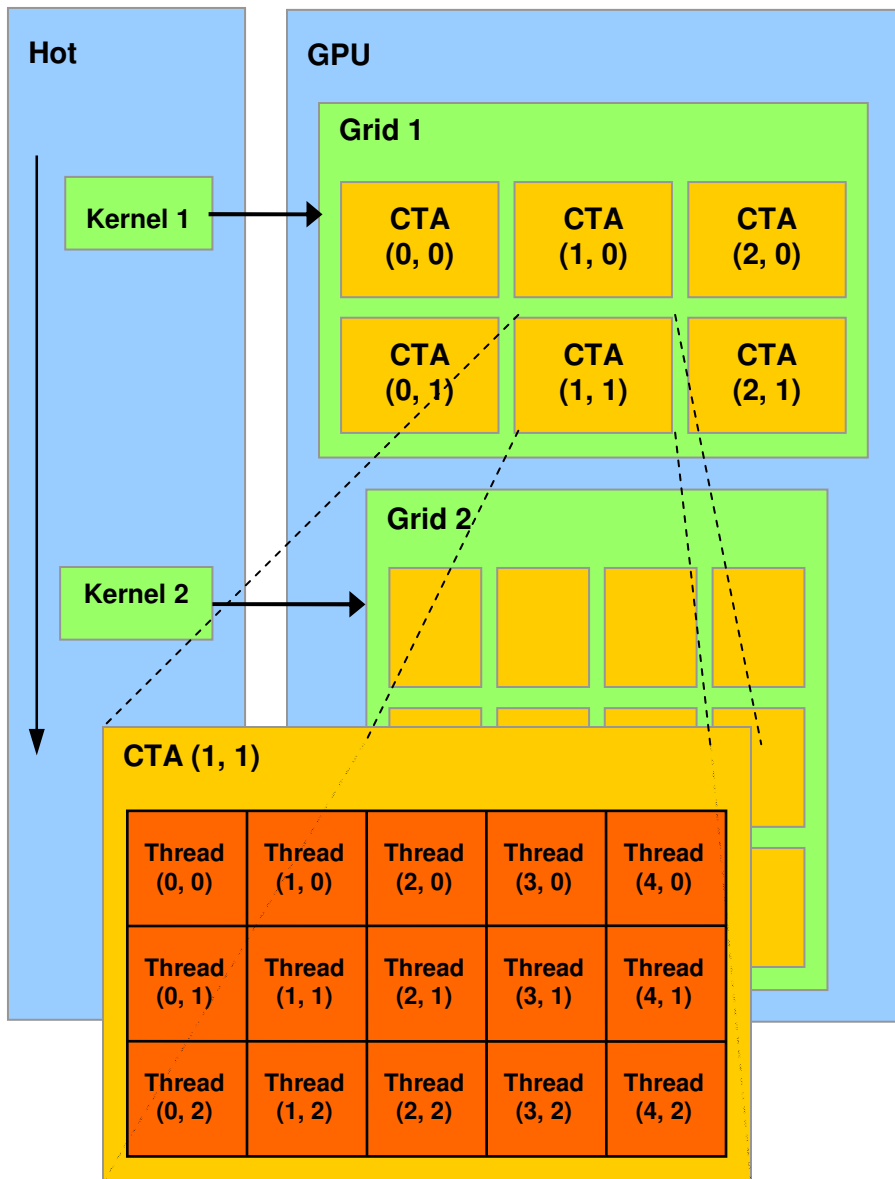 Hot
GPU
Grid 1
Kernel 1
CTA
(0, 0)
CTA
(1, 0)
CTA
(2, 0)
CTA
(0, 1)
CTA
(1, 1)
CTA
(2, 1)
Grid 2
Kernel 2
CTA (1, 1)
Thread
(0, 0)
Thread
(1, 0)
Thread
(2, 0)
Thread
(3, 0)
Thread
(4, 0)
Thread
(0, 1)
Thread
(1, 1)
Thread
(2, 1)
Thread
(3, 1)
Thread
(4, 1)
Thread
(0, 2)
Thread
(1, 2)
Thread
(2, 2)
Thread
(3, 2)
Thread
(4, 2)